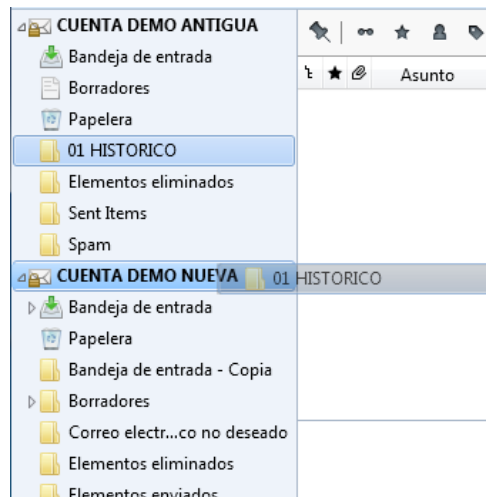 CUENTA DEMO ANTIGUA
Bandeja de entrada
Borradores
Papelera
01 HISTORICO
Elementos eliminados
Sent Items
Spam
CUENTA DEMO NUEVA
01 HISTORICO
Bandeja de entrada
Papelera
Bandeja de entrada - Copia
Borradores
Correo electr...co no deseado
Elementos eliminados
Elementos enviados
Asunto